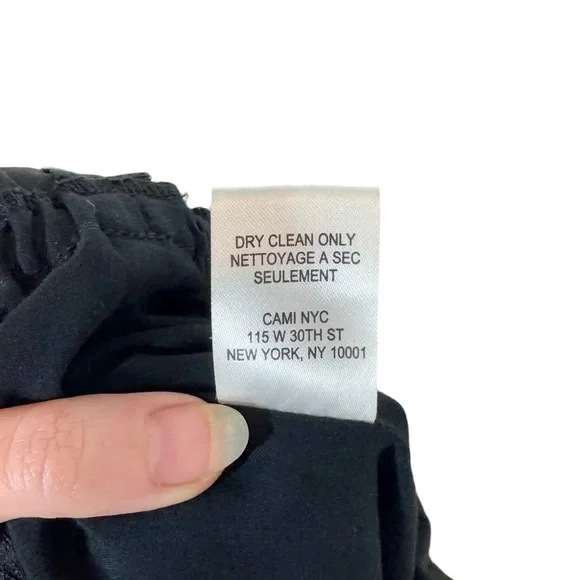 DRY CLEAN ONLY
NETTOYAGE A SEC
SEULEMENT
CAMI NYC
115 W 30TH ST
NEW YORK, NY 10001